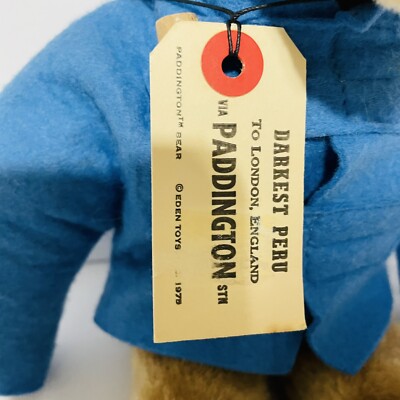 DARKEST PERU
TO LONDON, ENGLAND
VIA PADDINGTON STN
PADDINGTON™ BEAR © EDEN TOYS 1975